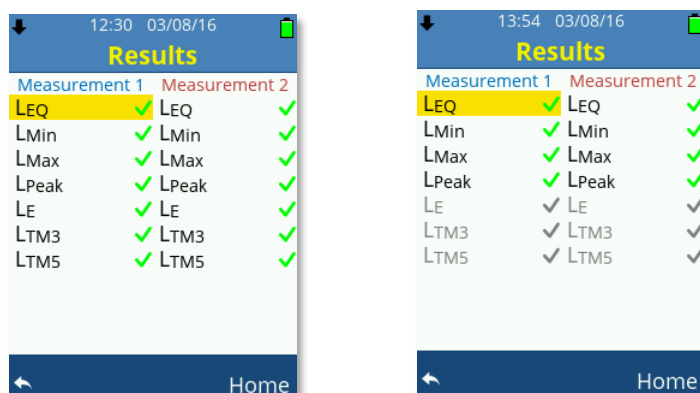 12:30 03/08/16
Results
Measurement 1 Measurement 2
LEQ LEQ
LMin LMin
LMax LMax
LPeak LPeak
LE LE
LTM3 LTM3
LTM5 LTM5
Home
13:54 03/08/16
Results
Measurement 1 Measurement 2
LEQ LEQ
LMin LMin
LMax LMax
LPeak LPeak
LE LE
LTM3 LTM3
LTM5 LTM5
Home